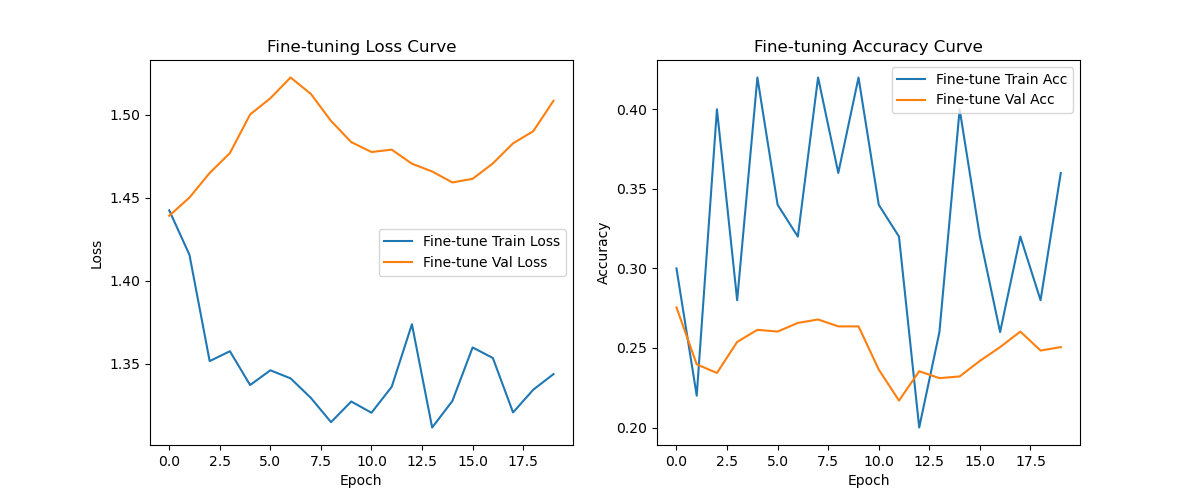 Fine-tuning Loss Curve
Loss
1.50
1.45
1.40
1.35
Fine-tune Train Loss
Fine-tune Val Loss
0.0 2.5 5.0 7.5 10.0 12.5 15.0 17.5
Epoch
Fine-tuning Accuracy Curve
Accuracy
0.40
0.35
0.30
0.25
0.20
Fine-tune Train Acc
Fine-tune Val Acc
0.0 2.5 5.0 7.5 10.0 12.5 15.0 17.5
Epoch